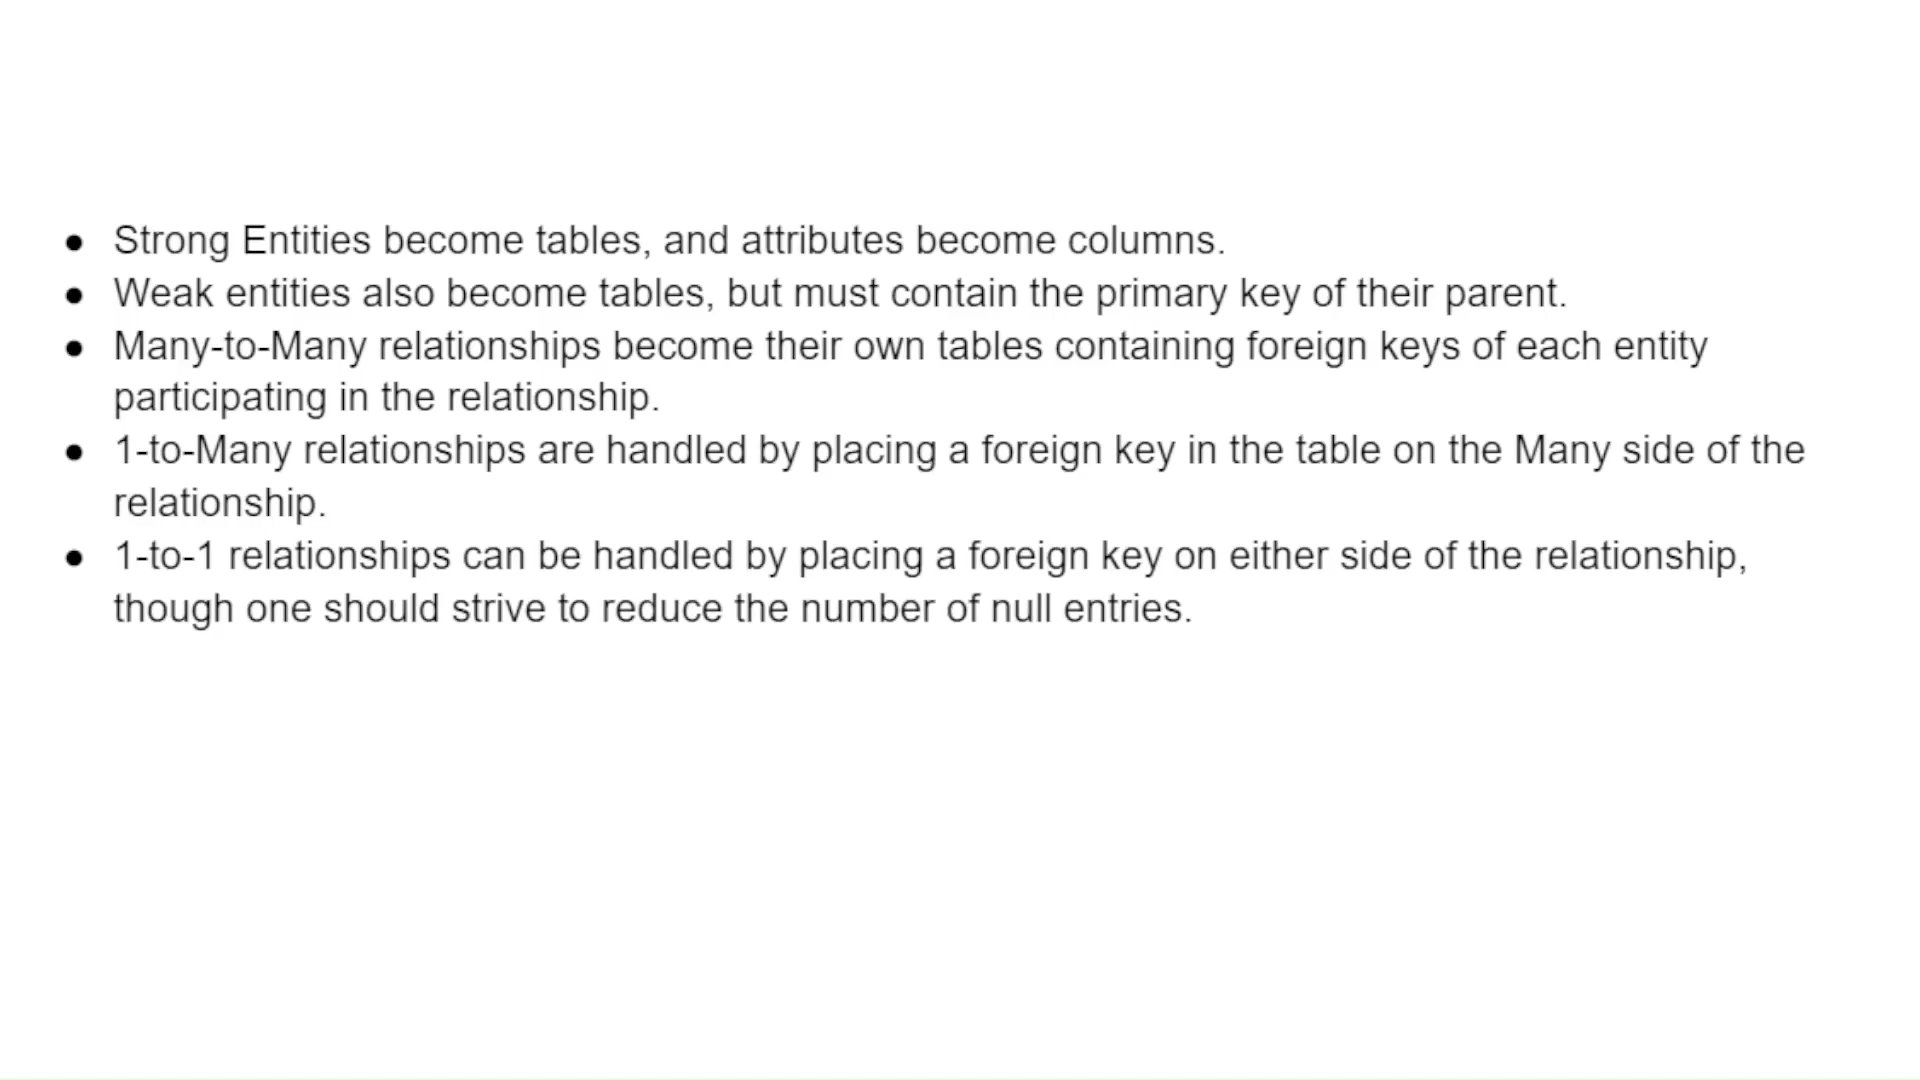 ● Strong Entities become tables, and attributes become columns.
● Weak entities also become tables, but must contain the primary key of their parent.
● Many-to-Many relationships become their own tables containing foreign keys of each entity
participating in the relationship.
● 1-to-Many relationships are handled by placing a foreign key in the table on the Many side of the
relationship.
● 1-to-1 relationships can be handled by placing a foreign key on either side of the relationship,
though one should strive to reduce the number of null entries.